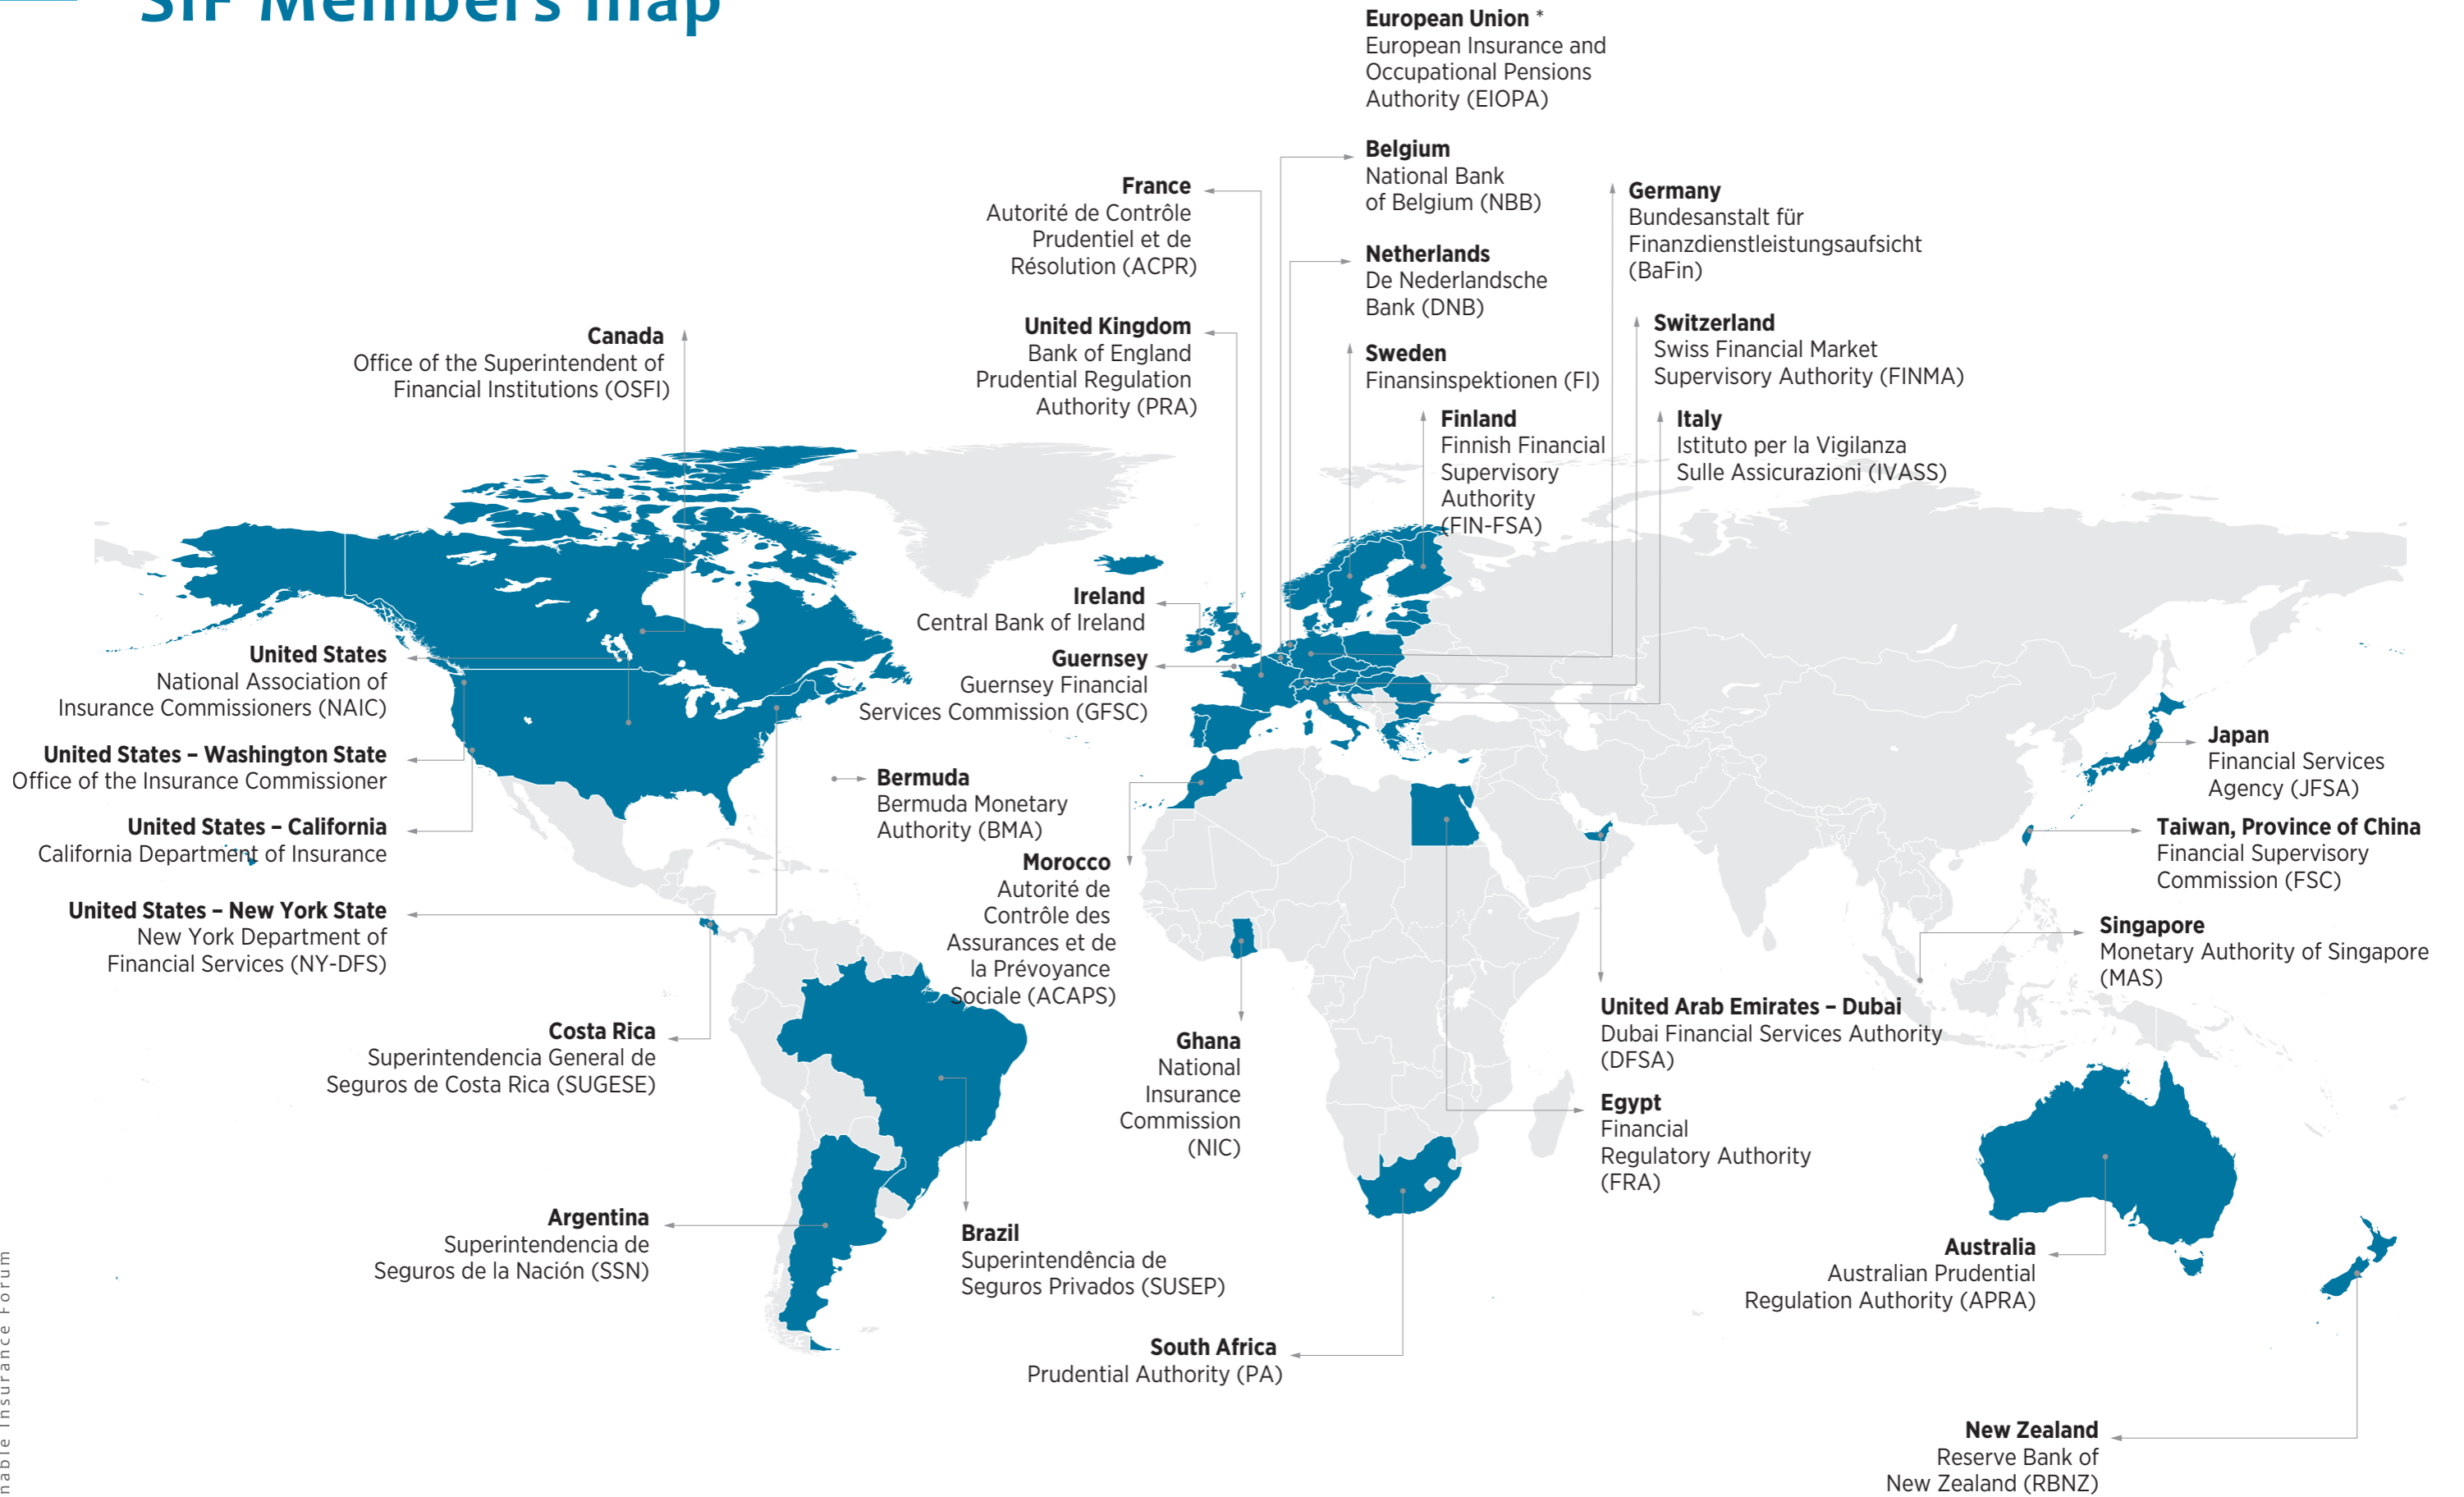 SIF Members map
European Union *
European Insurance and
Occupational Pensions
Authority (EIOPA)
Belgium
National Bank
of Belgium (NBB)
France
Autorité de Contrôle
Prudentiel et de
Résolution (ACPR)
Germany
Bundesanstalt für
Finanzdienstleistungsaufsicht
(BaFin)
Netherlands
De Nederlandsche
Bank (DNB)
United Kingdom
Bank of England
Prudential Regulation
Authority (PRA)
Switzerland
Swiss Financial Market
Supervisory Authority (FINMA)
Canada
Office of the Superintendent of
Financial Institutions (OSFI)
Sweden
Finansinspektionen (FI)
Finland
Finnish Financial
Supervisory
Authority
(FIN-FSA)
Italy
Istituto per la Vigilanza
Sulle Assicurazioni (IVASS)
Ireland
Central Bank of Ireland
Guernsey
Guernsey Financial
Services Commission (GFSC)
United States
National Association of
Insurance Commissioners (NAIC)
United States – Washington State
Office of the Insurance Commissioner
United States – California
California Department of Insurance
United States – New York State
New York Department of
Financial Services (NY-DFS)
Bermuda
Bermuda Monetary
Authority (BMA)
Morocco
Autorité de
Contrôle des
Assurances et de
la Prévoyance
Sociale (ACAPS)
Japan
Financial Services
Agency (JFSA)
Taiwan, Province of China
Financial Supervisory
Commission (FSC)
Singapore
Monetary Authority of Singapore
(MAS)
United Arab Emirates – Dubai
Dubai Financial Services Authority
(DFSA)
Costa Rica
Superintendencia General de
Seguros de Costa Rica (SUGESE)
Ghana
National
Insurance
Commission
(NIC)
Egypt
Financial
Regulatory Authority
(FRA)
Argentina
Superintendencia de
Seguros de la Nación (SSN)
Brazil
Superintendência de
Seguros Privados (SUSEP)
Australia
Australian Prudential
Regulation Authority (APRA)
South Africa
Prudential Authority (PA)
New Zealand
Reserve Bank of
New Zealand (RBNZ)
nable Insurance Forum